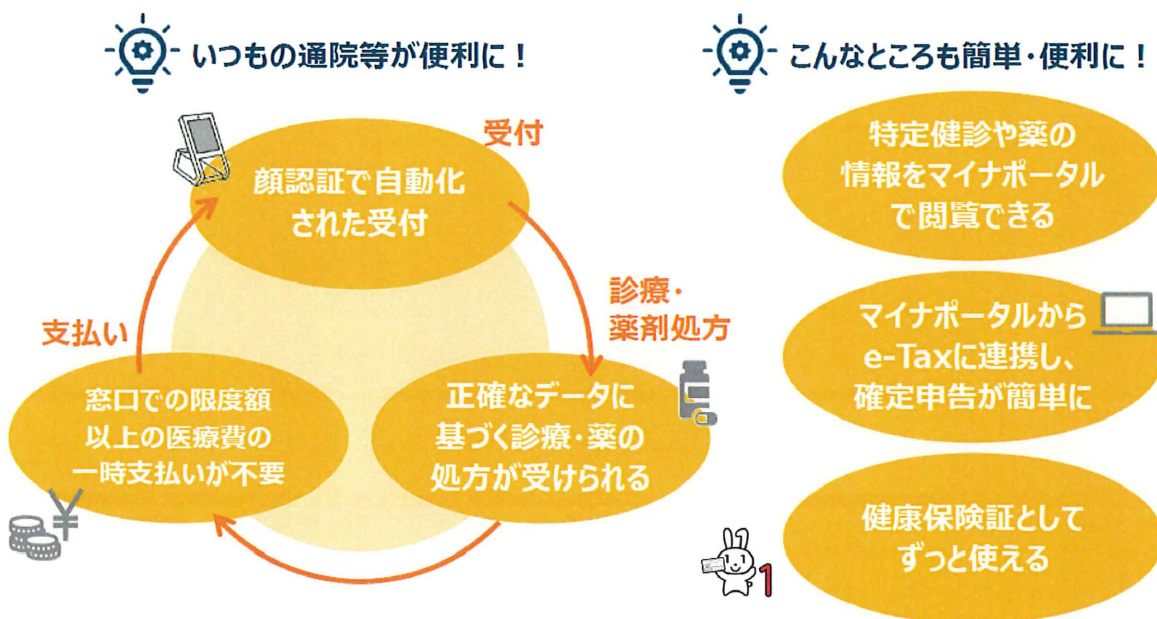 いつもの通院等が便利に！
受付
顔認証で自動化
された受付
診療・
薬剤処方
正確なデータに
基づく診療・薬の
処方が受けられる
支払い
窓口での限度額
以上の医療費の
一時支払いが不要
¥
こんなところも簡単・便利に！
特定健診や薬の
情報をマイナポータル
で閲覧できる
マイナポータルから
e-Taxに連携し、
確定申告が簡単に
健康保険証として
ずっと使える
1